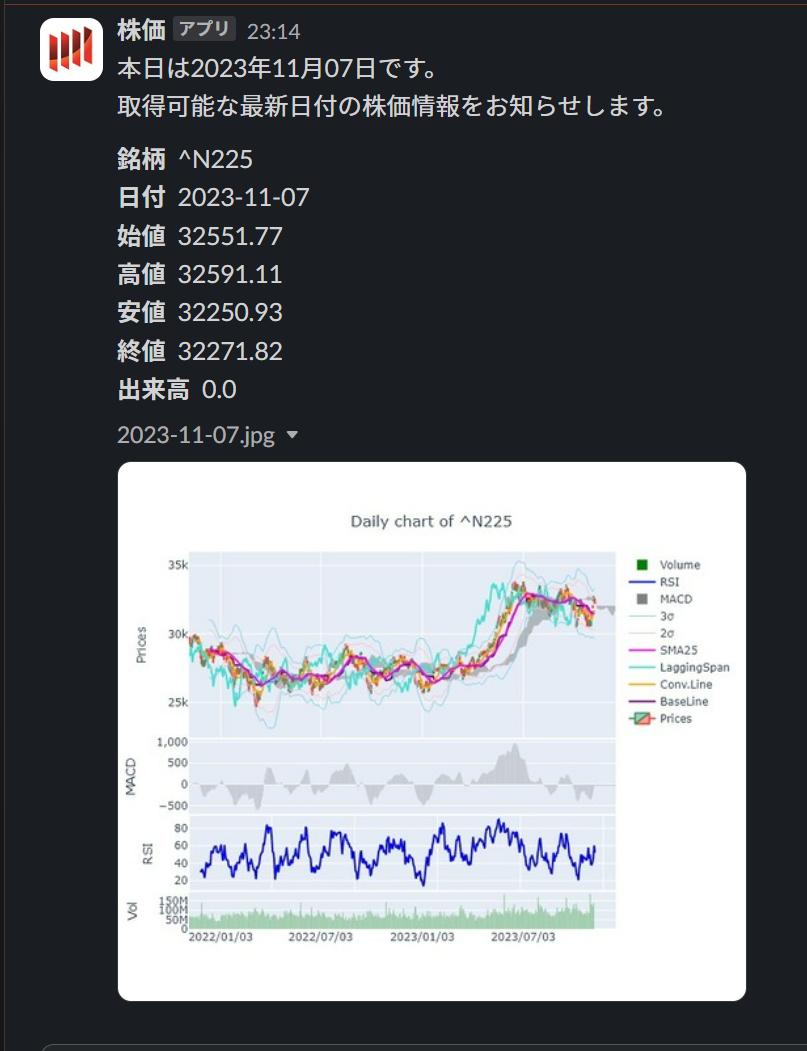 株価 アプリ 23:14
本日は2023年11月07日です。
取得可能な最新日付の株価情報をお知らせします。
銘柄 ^N225
日付 2023-11-07
始値 32551.77
高値 32591.11
安値 32250.93
終値 32271.82
出来高 0.0
2023-11-07.jpg
Daily chart of ^N225
Prices
35k
30k
25k
MACD
1,000
500
0
−500
RSI
80
60
40
20
Vol
150M
100M
50M
0
2022/01/03 2022/07/03 2023/01/03 2023/07/03
Volume
RSI
MACD
3σ
2σ
SMA25
LaggingSpan
Conv.Line
BaseLine
Prices